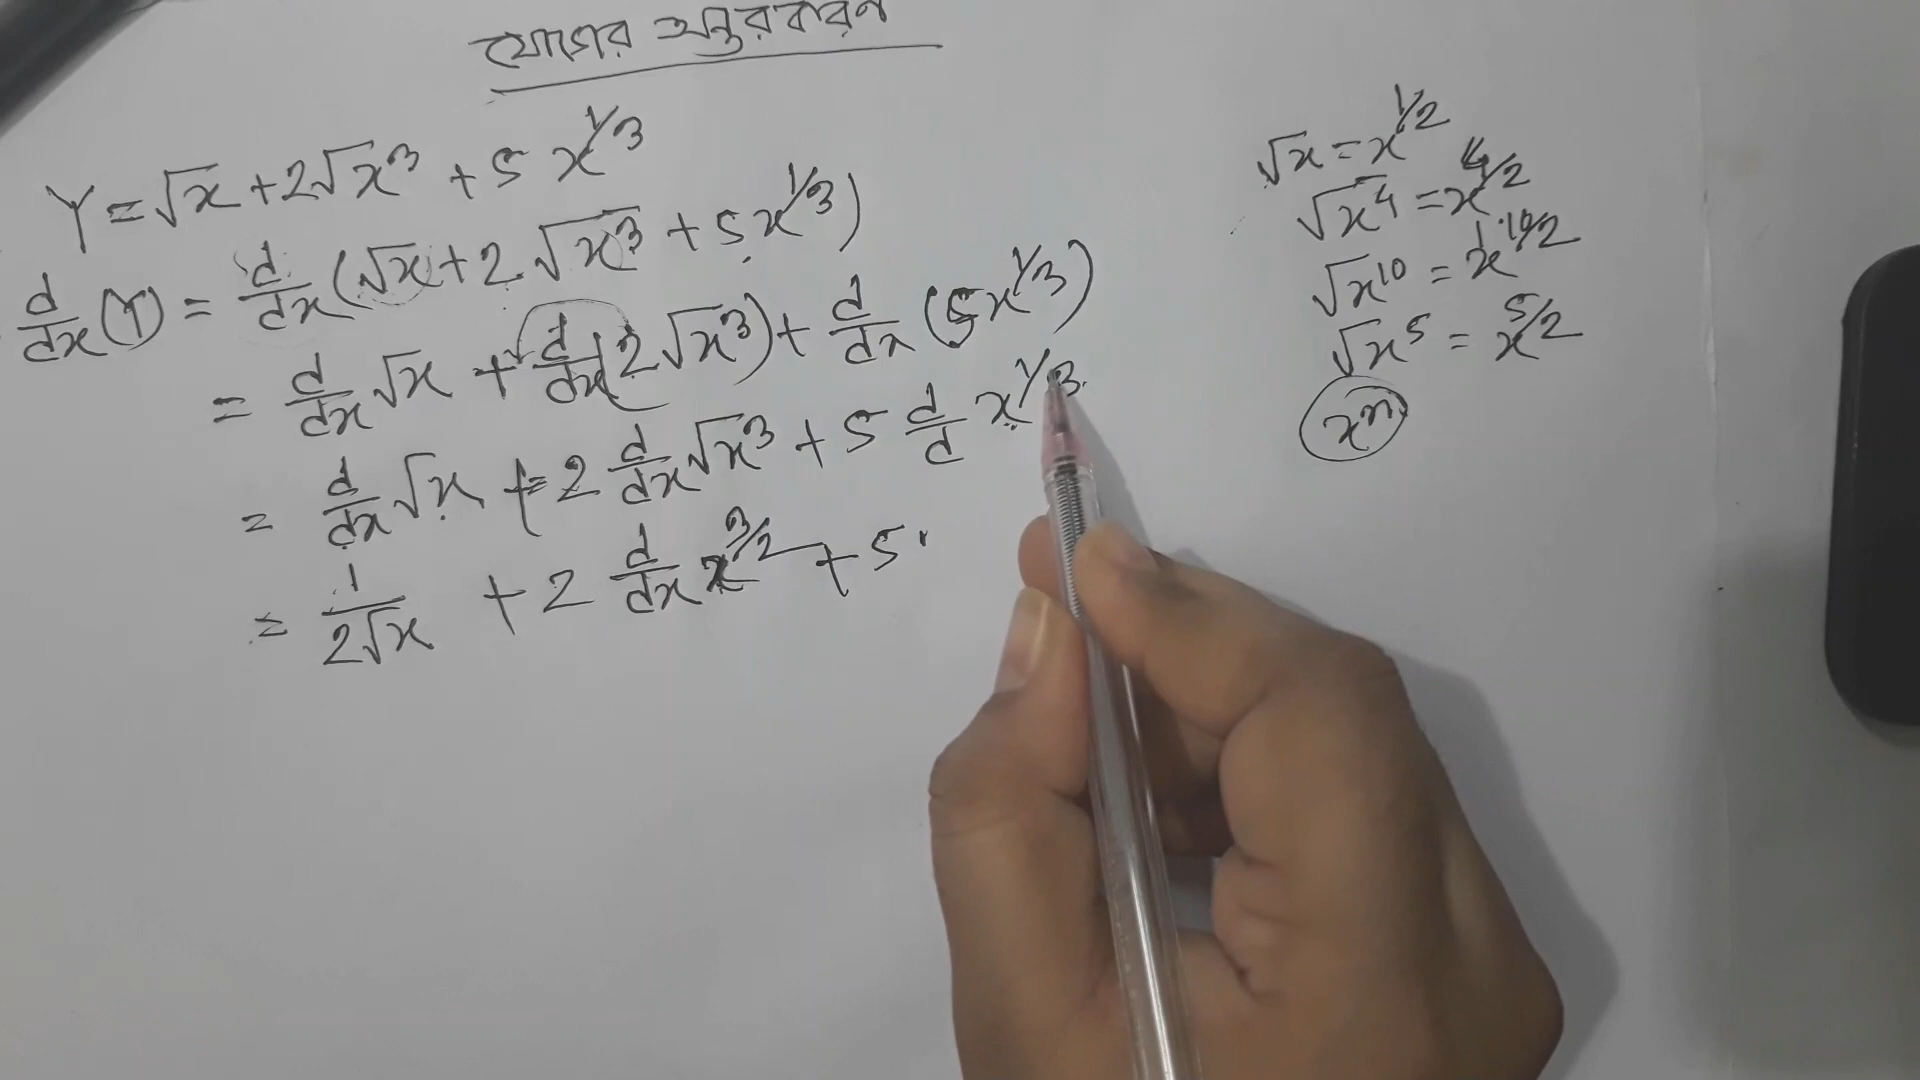 যোগের অন্তরকরণ
Y = √x + 2√x³ + 5 x^1/3
d/dx (Y) = d/dx (√x + 2√x³ + 5x^1/3)
= d/dx √x + d/dx (2√x³) + d/dx (5x^1/3)
= d/dx √x + 2 d/dx √x³ + 5 d/d x^1/3
= 1/2√x + 2 d/dx x^3/2 + 5
√x = x^1/2
√x⁴ = x^4/2
√x¹⁰ = x^10/2
√x⁵ = x^5/2
xⁿ